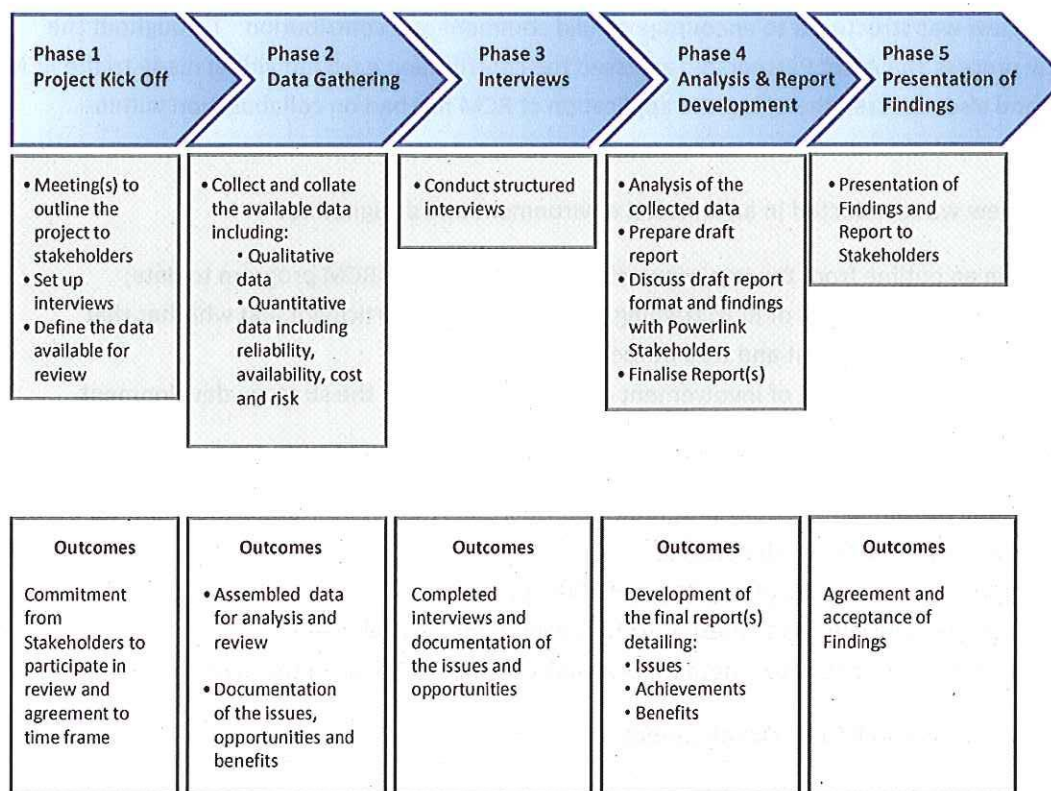 Phase 1
Project Kick Off
• Meeting(s) to
outline the
project to
stakeholders
• Set up
interviews
• Define the data
available for
review
Phase 2
Data Gathering
• Collect and collate
the available data
including:
• Qualitative
data
• Quantitative
data including
reliability,
availability, cost
and risk
Phase 3
Interviews
• Conduct structured
interviews
Phase 4
Analysis & Report
Development
• Analysis of the
collected data
• Prepare draft
report
• Discuss draft report
format and findings
with Powerlink
Stakeholders
• Finalise Report(s)
Phase 5
Presentation of
Findings
• Presentation of
Findings and
Report to
Stakeholders
Outcomes
Commitment
from
Stakeholders to
participate in
review and
agreement to
time frame
Outcomes
• Assembled data
for analysis and
review
• Documentation
of the issues,
opportunities and
benefits
Outcomes
Completed
interviews and
documentation of
the issues and
opportunities
Outcomes
Development of
the final report(s)
detailing:
• Issues
• Achievements
• Benefits
Outcomes
Agreement and
acceptance of
Findings